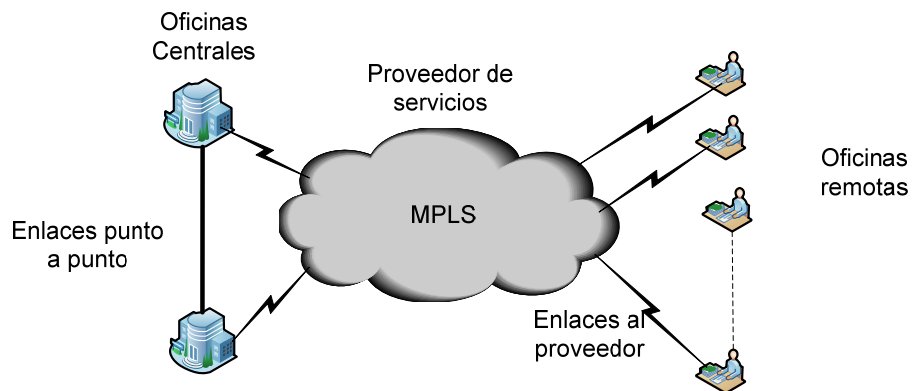 Oficinas
Centrales
Proveedor de
servicios
MPLS
Oficinas
remotas
Enlaces punto
a punto
Enlaces al
proveedor